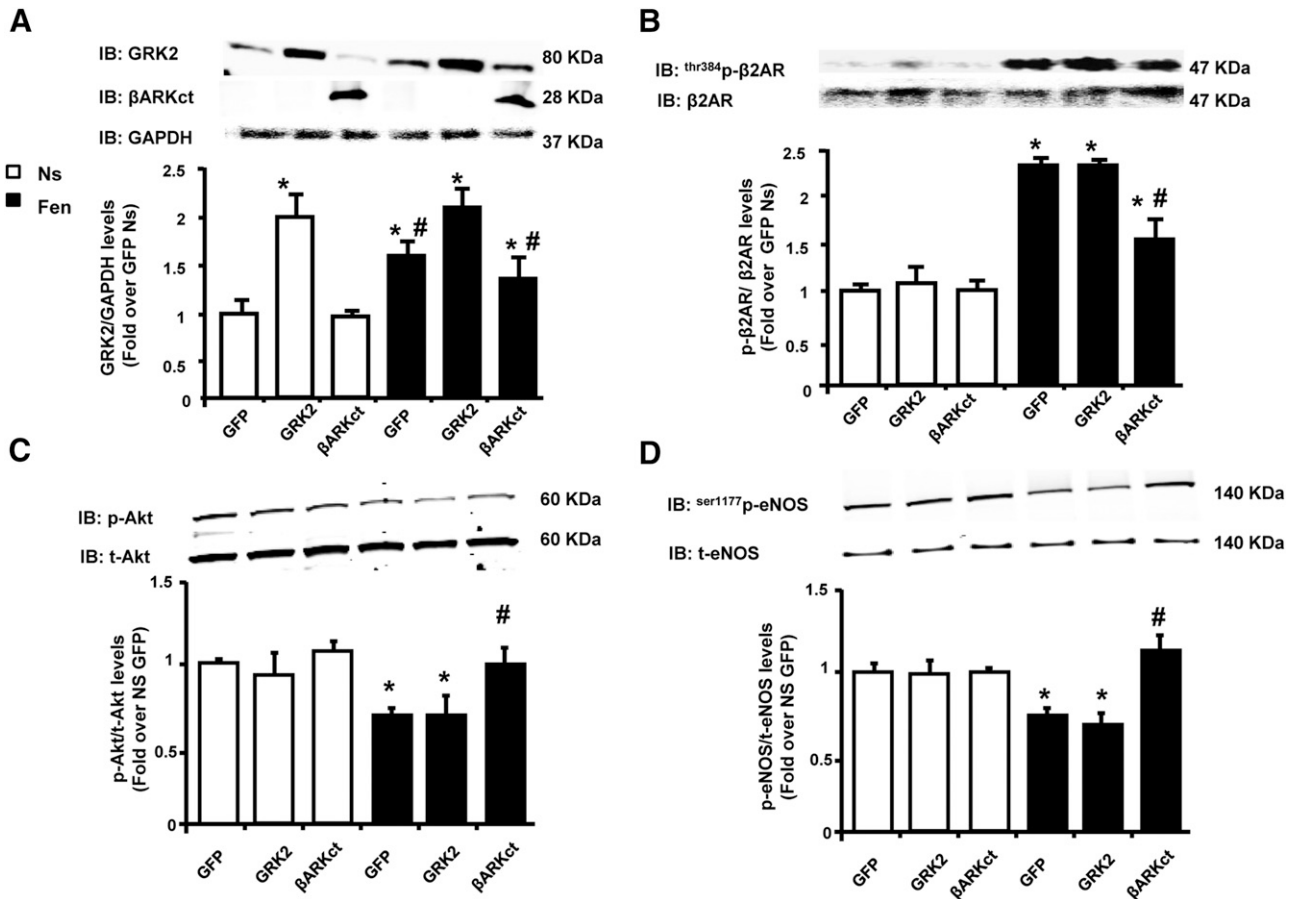 A
IB: GRK2
80 KDa
IB: βARKct
28 KDa
IB: GAPDH
37 KDa
Ns
Fen
GRK2/GAPDH levels
(Fold over GFP Ns)
2.5
2
1.5
1
0.5
0
*
*
* #
* #
GFP
GRK2
βARKct
GFP
GRK2
βARKct
B
IB: thr384p-β2AR
47 KDa
IB: β2AR
47 KDa
p-β2AR/ β2AR levels
(Fold over GFP Ns)
2.5
2
1.5
1
0.5
0
*
*
* #
GFP
GRK2
βARKct
GFP
GRK2
βARKct
C
IB: p-Akt
60 KDa
IB: t-Akt
60 KDa
p-Akt/t-Akt levels
(Fold over NS GFP)
1.5
1
0.5
0
*
*
#
GFP
GRK2
βARKct
GFP
GRK2
βARKct
D
IB: ser1177p-eNOS
140 KDa
IB: t-eNOS
140 KDa
p-eNOS/t-eNOS levels
(Fold over NS GFP)
1.5
1
0.5
0
*
*
#
GFP
GRK2
βARKct
GFP
GRK2
βARKct